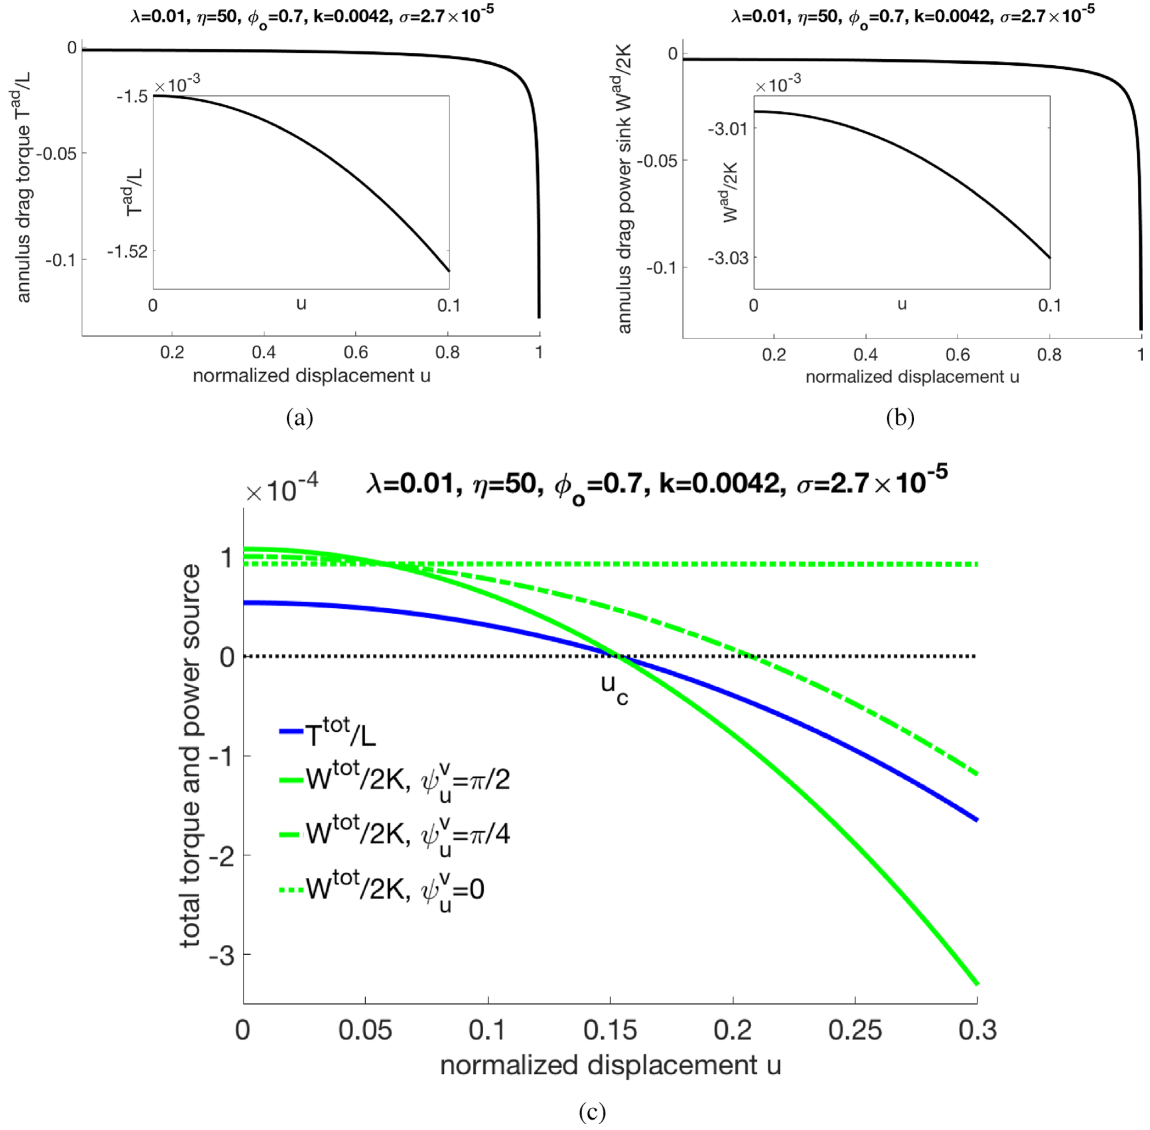 λ=0.01, η=50, ϕo=0.7, k=0.0042, σ=2.7×10-5
annulus drag torque Tad/L
0
-0.05
-0.1
×10-3
-1.5
-1.52
Tad/L
0
u
0.1
0.2
0.4
0.6
0.8
1
normalized displacement u
(a)
λ=0.01, η=50, ϕo=0.7, k=0.0042, σ=2.7×10-5
annulus drag power sink Wad/2K
0
-0.05
-0.1
×10-3
-3.01
-3.03
Wad/2K
0
u
0.1
0.2
0.4
0.6
0.8
1
normalized displacement u
(b)
×10-4
λ=0.01, η=50, ϕo=0.7, k=0.0042, σ=2.7×10-5
total torque and power source
1
0
-1
-2
-3
uc
Ttot/L
Wtot/2K, ψuv=π/2
Wtot/2K, ψuv=π/4
Wtot/2K, ψuv=0
0
0.05
0.1
0.15
0.2
0.25
0.3
normalized displacement u
(c)